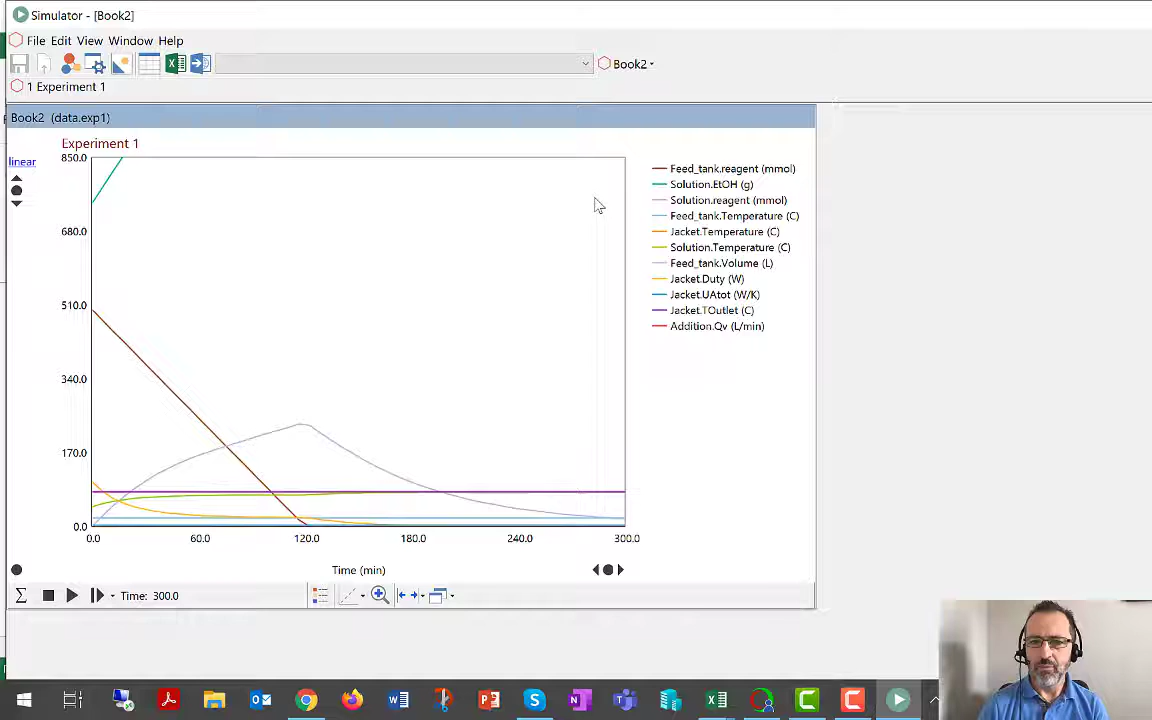 Simulator - [Book2]
File Edit View Window Help
Book2
1 Experiment 1
Book2 (data.exp1)
Experiment 1
linear
850.0
680.0
510.0
340.0
170.0
0.0
0.0 60.0 120.0 180.0 240.0 300.0
Time (min)
Feed_tank.reagent (mmol)
Solution.EtOH (g)
Solution.reagent (mmol)
Feed_tank.Temperature (C)
Jacket.Temperature (C)
Solution.Temperature (C)
Feed_tank.Volume (L)
Jacket.Duty (W)
Jacket.UAtot (W/K)
Jacket.TOutlet (C)
Addition.Qv (L/min)
Time: 300.0